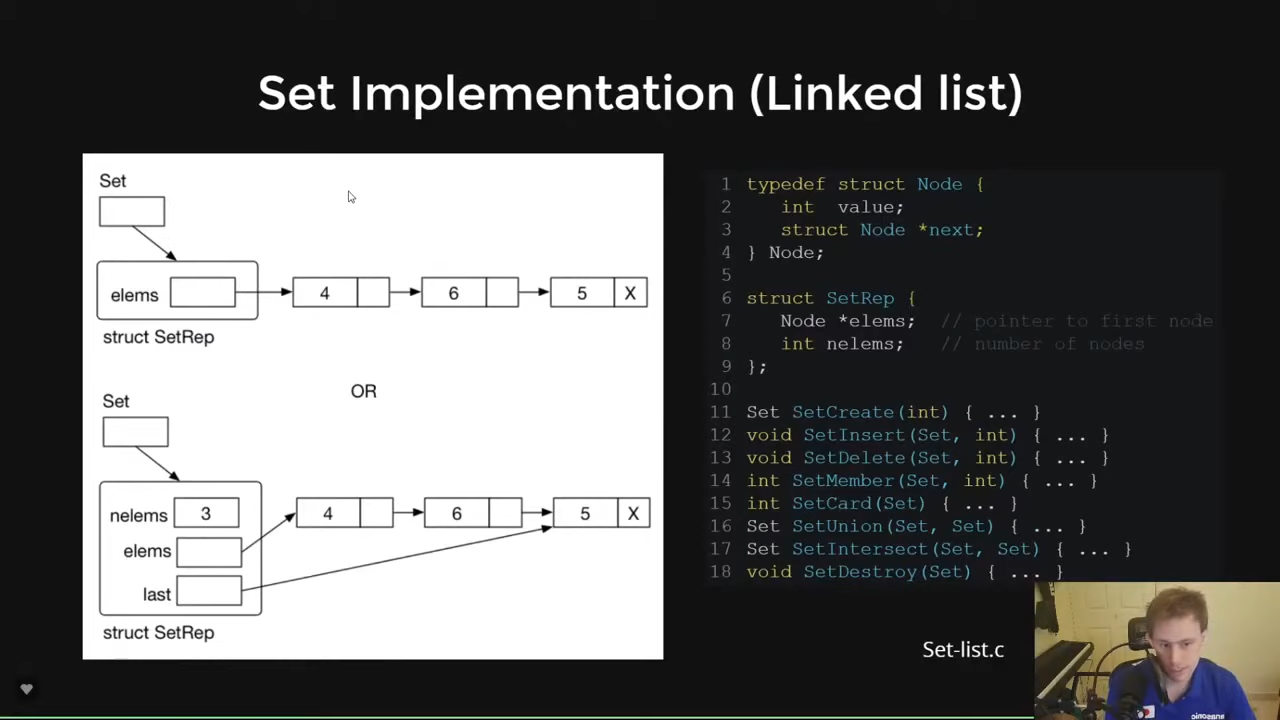 Set Implementation (Linked list)
Set
elems
4
6
5
X
struct SetRep
OR
Set
nelems
3
4
6
5
X
elems
last
struct SetRep
1 typedef struct Node {
2 int value;
3 struct Node *next;
4 } Node;
5
6 struct SetRep {
7 Node *elems; // pointer to first node
8 int nelems; // number of nodes
9 };
10
11 Set SetCreate(int) { ... }
12 void SetInsert(Set, int) { ... }
13 void SetDelete(Set, int) { ... }
14 int SetMember(Set, int) { ... }
15 int SetCard(Set) { ... }
16 Set SetUnion(Set, Set) { ... }
17 Set SetIntersect(Set, Set) { ... }
18 void SetDestroy(Set) { ... }
Set-list.c